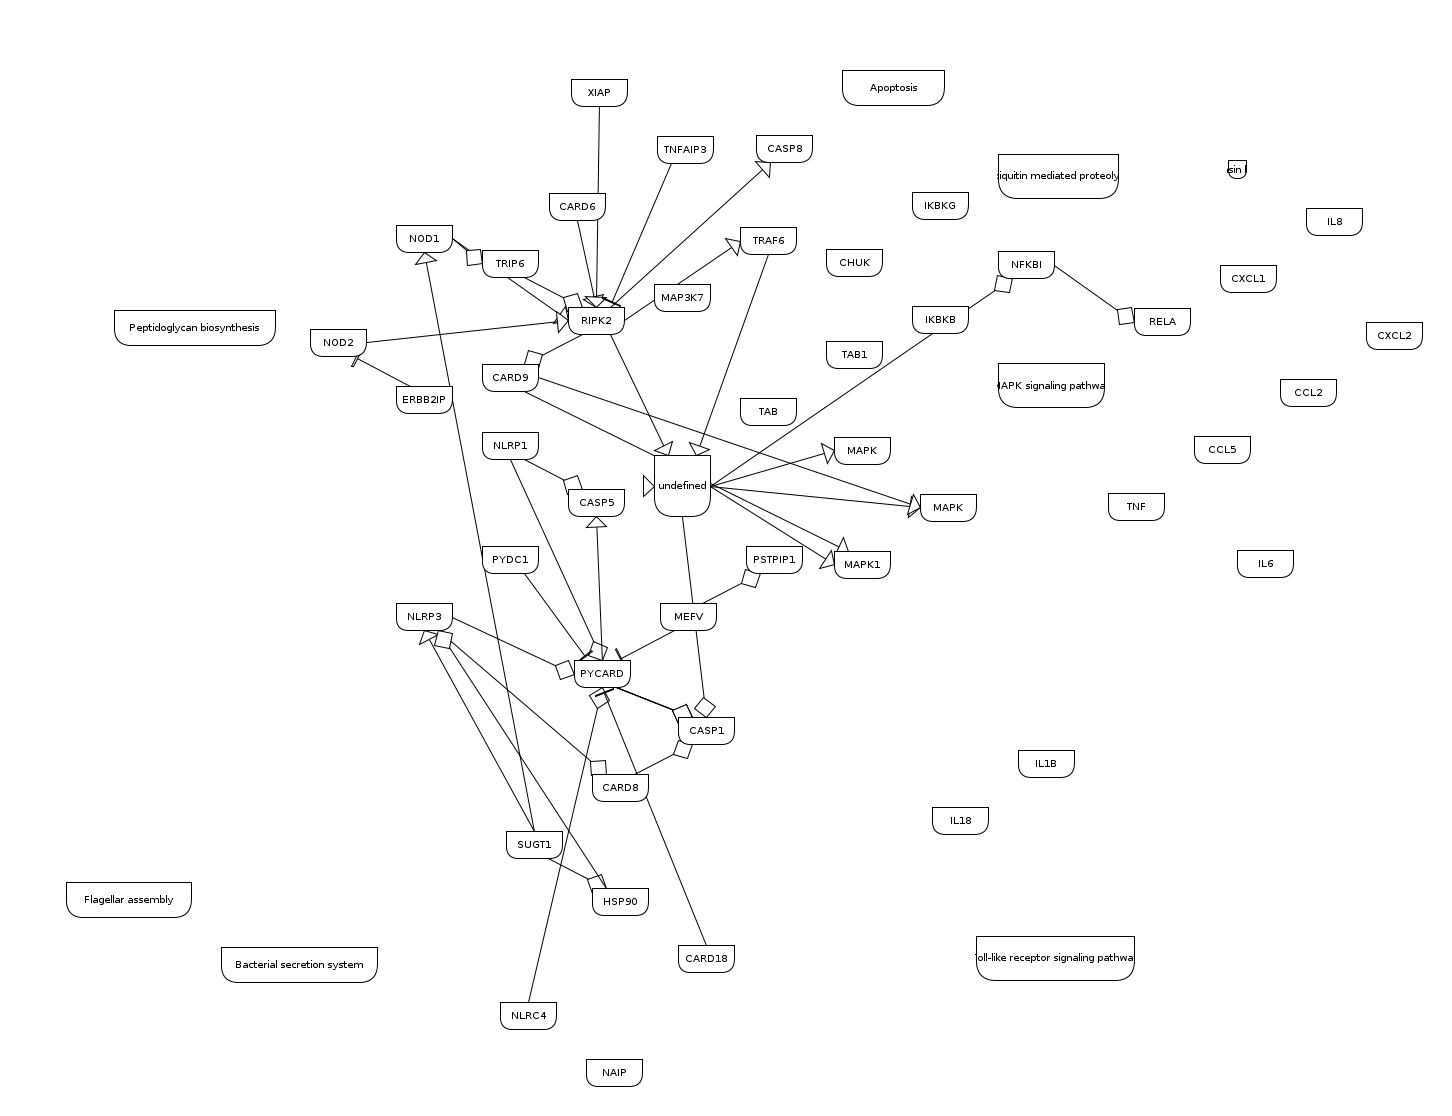 Apoptosis
XIAP
TNFAIP3
CASP8
iquitin mediated proteoly
sin
CARD6
IKBKG
IL8
NOD1
TRAF6
TRIP6
CHUK
NFKBI
CXCL1
MAP3K7
Peptidoglycan biosynthesis
RIPK2
IKBKB
RELA
NOD2
CXCL2
TAB1
CARD9
APK signaling pathwa
ERBB2IP
CCL2
TAB
NLRP1
MAPK
CCL5
undefined
CASP5
MAPK
TNF
PYDC1
PSTPIP1
MAPK1
IL6
NLRP3
MEFV
PYCARD
CASP1
IL1B
CARD8
IL18
SUGT1
Flagellar assembly
HSP90
Bacterial secretion system
CARD18
oll-like receptor signaling pathwa
NLRC4
NAIP